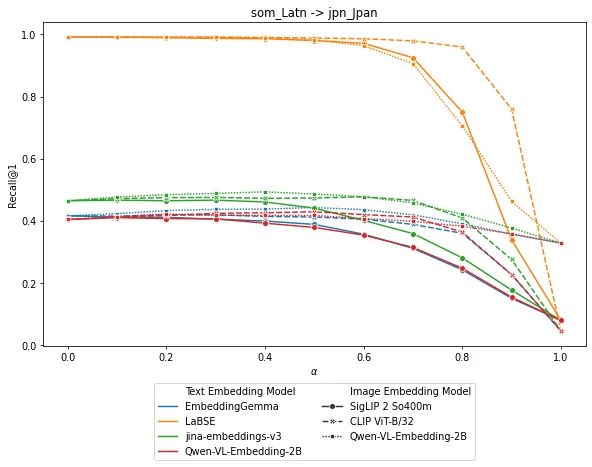 som_Latn -> jpn_Jpan
Recall@1
1.0
0.8
0.6
0.4
0.2
0.0
0.0 0.2 0.4 0.6 0.8 1.0
α
Text Embedding Model
EmbeddingGemma
LaBSE
jina-embeddings-v3
Qwen-VL-Embedding-2B
Image Embedding Model
SigLIP 2 So400m
CLIP ViT-B/32
Qwen-VL-Embedding-2B